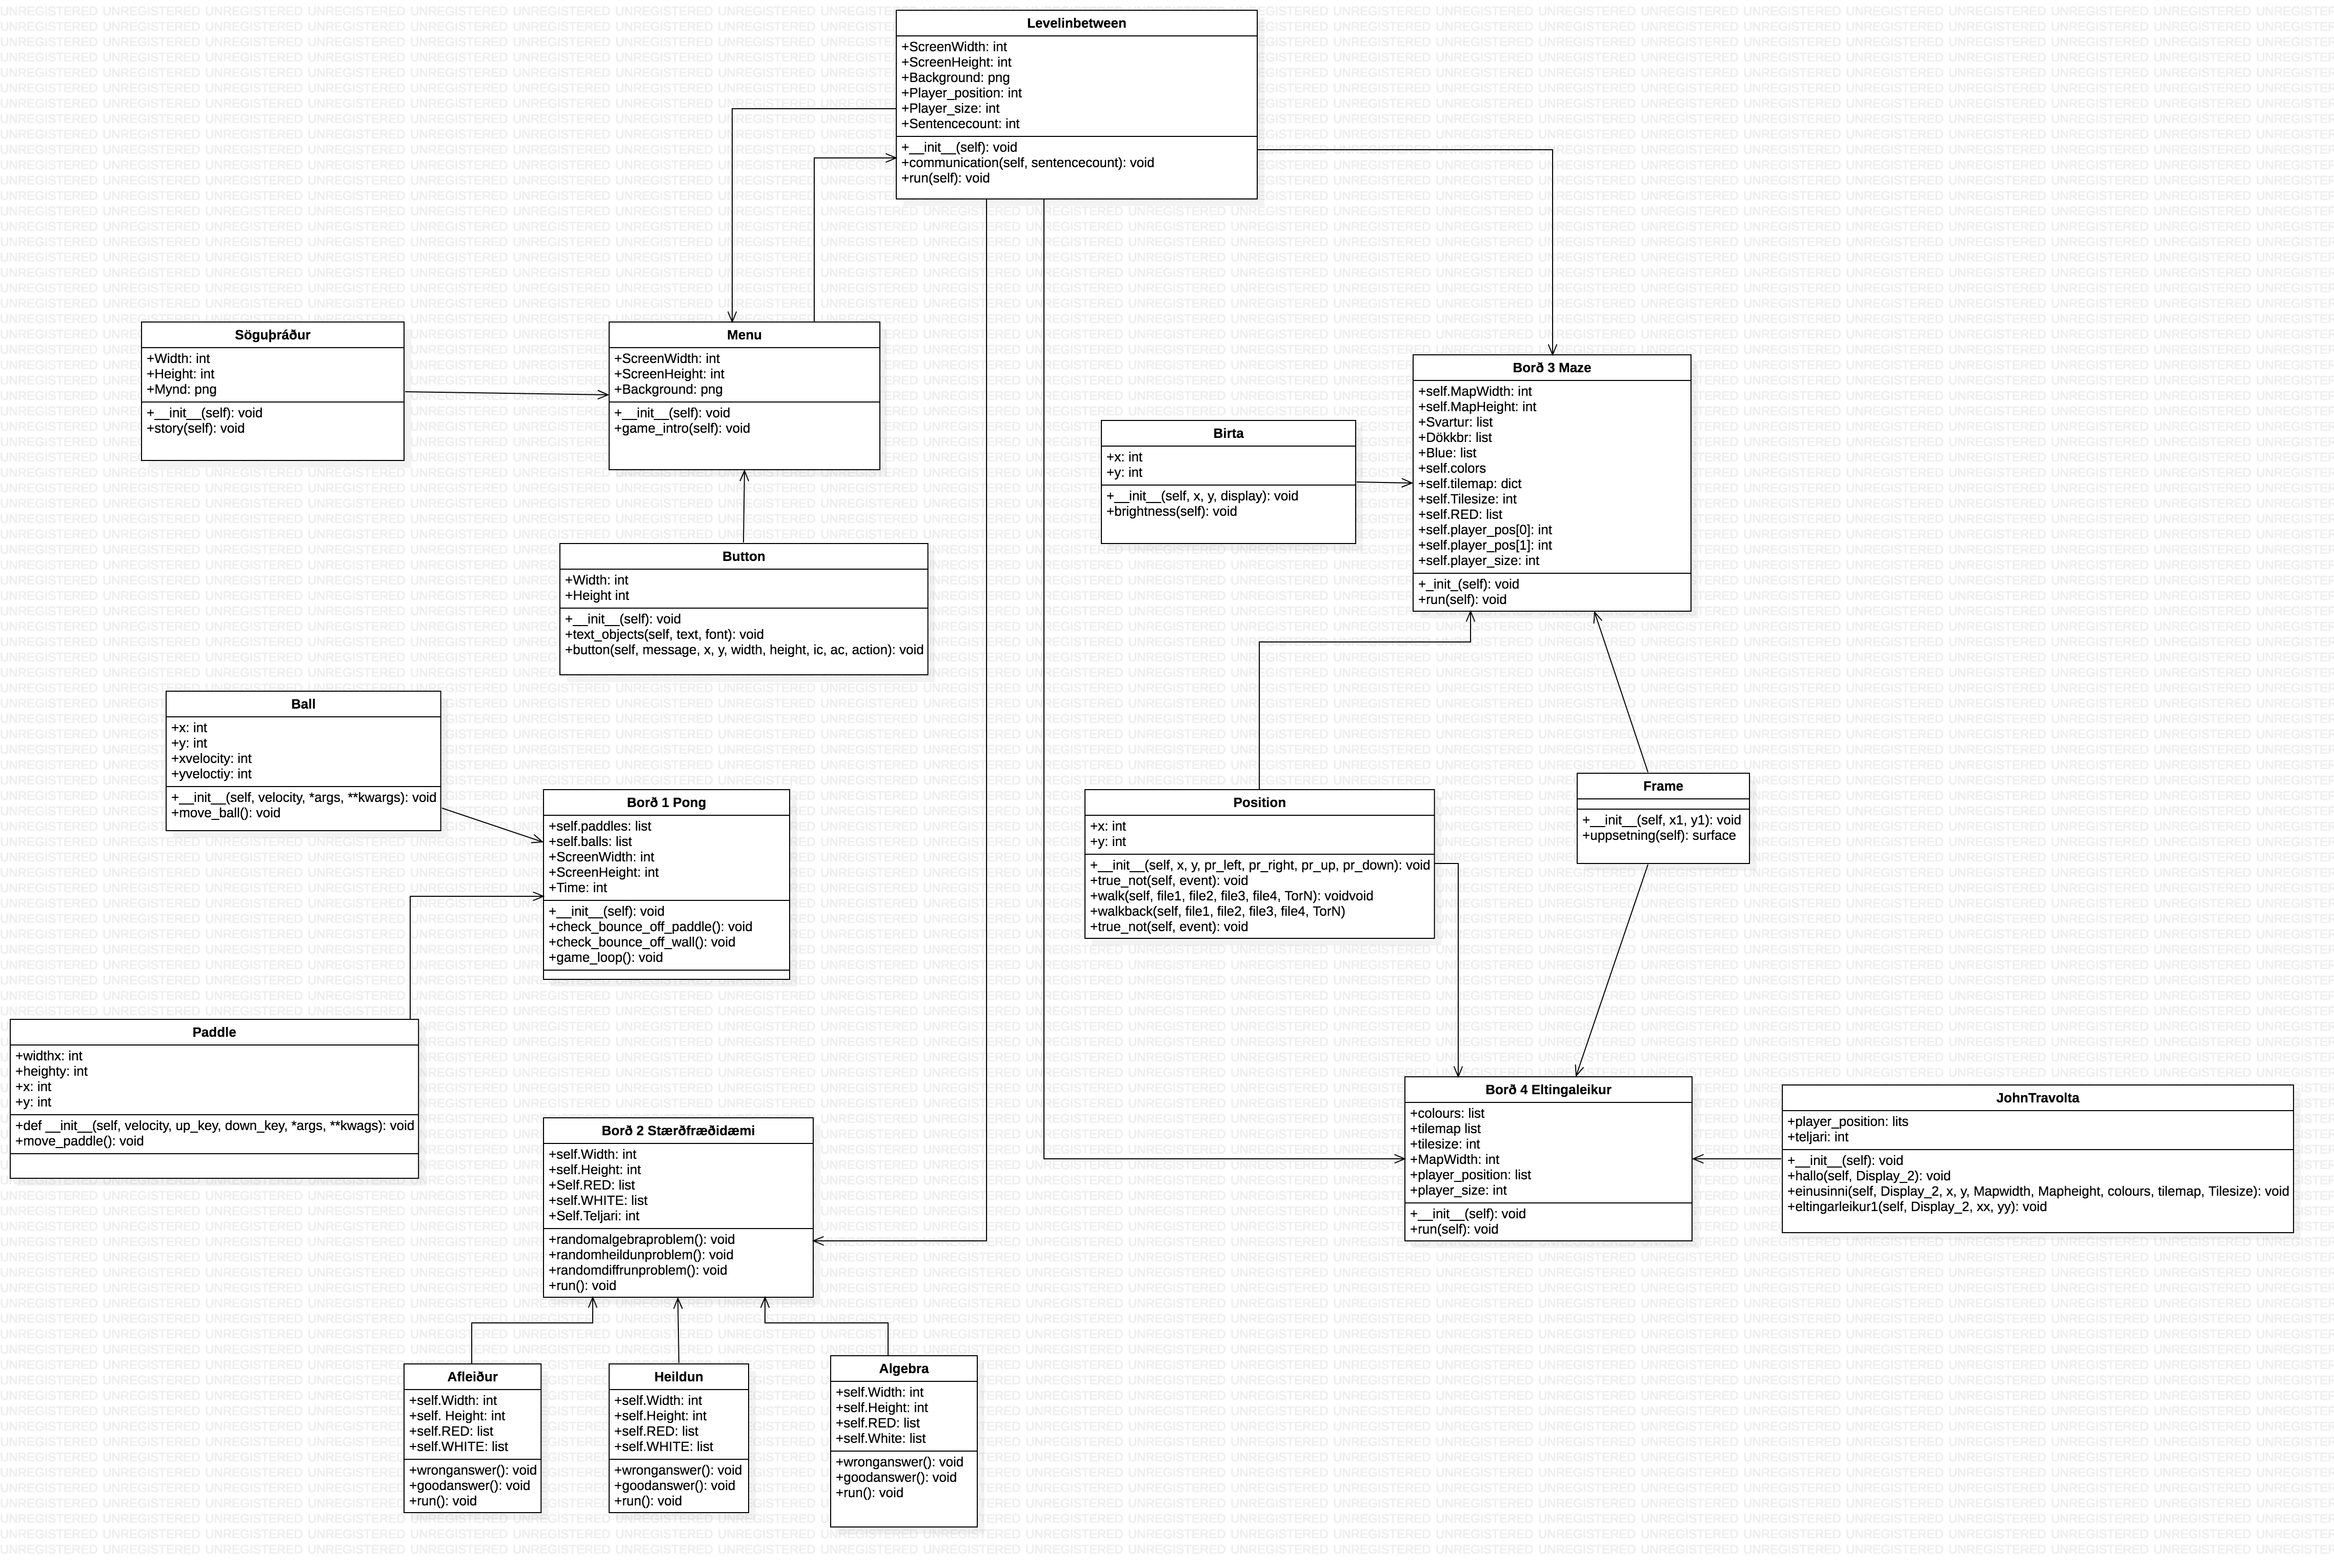 Levelinbetween
+ScreenWidth: int
+ScreenHeight: int
+Background: png
+Player_position: int
+Player_size: int
+Sentencecount: int
+__init__(self): void
+communication(self, sentencecount): void
+run(self): void
Söguþráður
+Width: int
+Height: int
+Mynd: png
+__init__(self): void
+story(self): void
Menu
+ScreenWidth: int
+ScreenHeight: int
+Background: png
+__init__(self): void
+game_intro(self): void
Borð 3 Maze
+self.MapWidth: int
+self.MapHeight: int
+Svartur: list
+Dökkbr: list
+Blue: list
+self.colors
+self.tilemap: dict
+self.Tilesize: int
+self.RED: list
+self.player_pos[0]: int
+self.player_pos[1]: int
+self.player_size: int
+_init_(self): void
+run(self): void
Birta
+x: int
+y: int
+__init__(self, x, y, display): void
+brightness(self): void
Button
+Width: int
+Height int
+__init__(self): void
+text_objects(self, text, font): void
+button(self, message, x, y, width, height, ic, ac, action): void
Ball
+x: int
+y: int
+xvelocity: int
+yveloctiy: int
+__init__(self, velocity, *args, **kwargs): void
+move_ball(): void
Borð 1 Pong
+self.paddles: list
+self.balls: list
+ScreenWidth: int
+ScreenHeight: int
+Time: int
+__init__(self): void
+check_bounce_off_paddle(): void
+check_bounce_off_wall(): void
+game_loop(): void
Position
+x: int
+y: int
+__init__(self, x, y, pr_left, pr_right, pr_up, pr_down): void
+true_not(self, event): void
+walk(self, file1, file2, file3, file4, TorN): voidvoid
+walkback(self, file1, file2, file3, file4, TorN)
+true_not(self, event): void
Frame
+__init__(self, x1, y1): void
+uppsetning(self): surface
Paddle
+widthx: int
+heighty: int
+x: int
+y: int
+def __init__(self, velocity, up_key, down_key, *args, **kwags): void
+move_paddle(): void
Borð 2 Stærðfræðidæmi
+self.Width: int
+self.Height: int
+Self.RED: list
+self.WHITE: list
+Self.Teljari: int
+randomalgebraproblem(): void
+randomheildunproblem(): void
+randomdiffrunproblem(): void
+run(): void
Borð 4 Eltingaleikur
+colours: list
+tilemap list
+tilesize: int
+MapWidth: int
+player_position: list
+player_size: int
+__init__(self): void
+run(self): void
JohnTravolta
+player_position: lits
+teljari: int
+__init__(self): void
+hallo(self, Display_2): void
+einusinni(self, Display_2, x, y, Mapwidth, Mapheight, colours, tilemap, Tilesize): void
+eltingarleikur1(self, Display_2, xx, yy): void
Afleiður
+self.Width: int
+self. Height: int
+self.RED: list
+self.WHITE: list
+wronganswer(): void
+goodanswer(): void
+run(): void
Heildun
+self.Width: int
+self.Height: int
+self.RED: list
+self.WHITE: list
+wronganswer(): void
+goodanswer(): void
+run(): void
Algebra
+self.Width: int
+self.Height: int
+self.RED: list
+self.White: list
+wronganswer(): void
+goodanswer(): void
+run(): void
UNREGISTERED